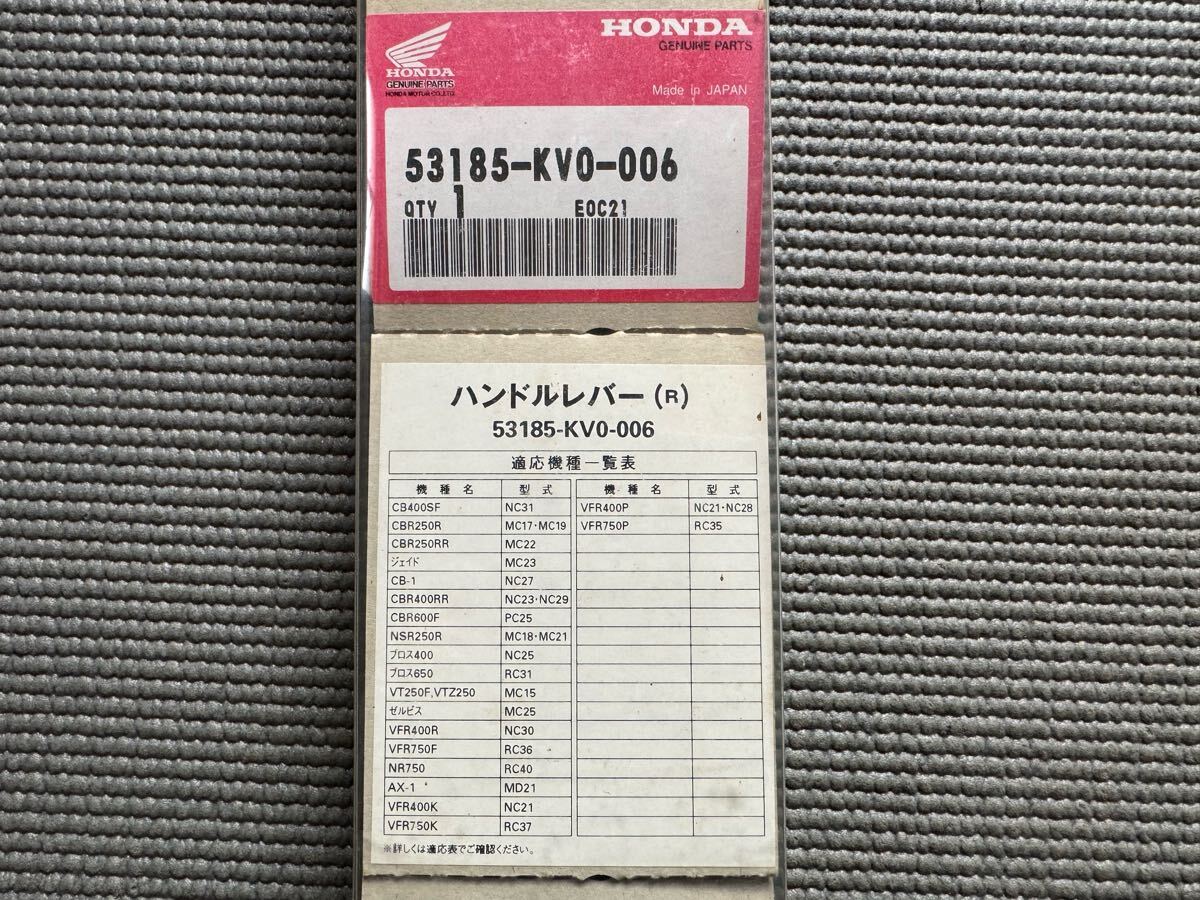 HONDA
GENUINE PARTS
HONDA
GENUINE PARTS
HONDA MOTOR CO.,LTD.
Made in JAPAN
53185-KV0-006
QTY 1 EOC21
ハンドルレバー(R)
53185-KV0-006
適応機種一覧表
機種名 型式 機種名 型式
CB400SF NC31 VFR400P NC21・NC28
CBR250R MC17・MC19 VFR750P RC35
CBR250RR MC22
ジェイド MC23
CB-1 NC27
CBR400RR NC23・NC29
CBR600F PC25
NSR250R MC18・MC21
ブロス400 NC25
ブロス650 RC31
VT250F,VTZ250 MC15
ゼルビス MC25
VFR400R NC30
VFR750F RC36
NR750 RC40
AX-1 MD21
VFR400K NC21
VFR750K RC37
※詳しくは適応表でご確認ください。